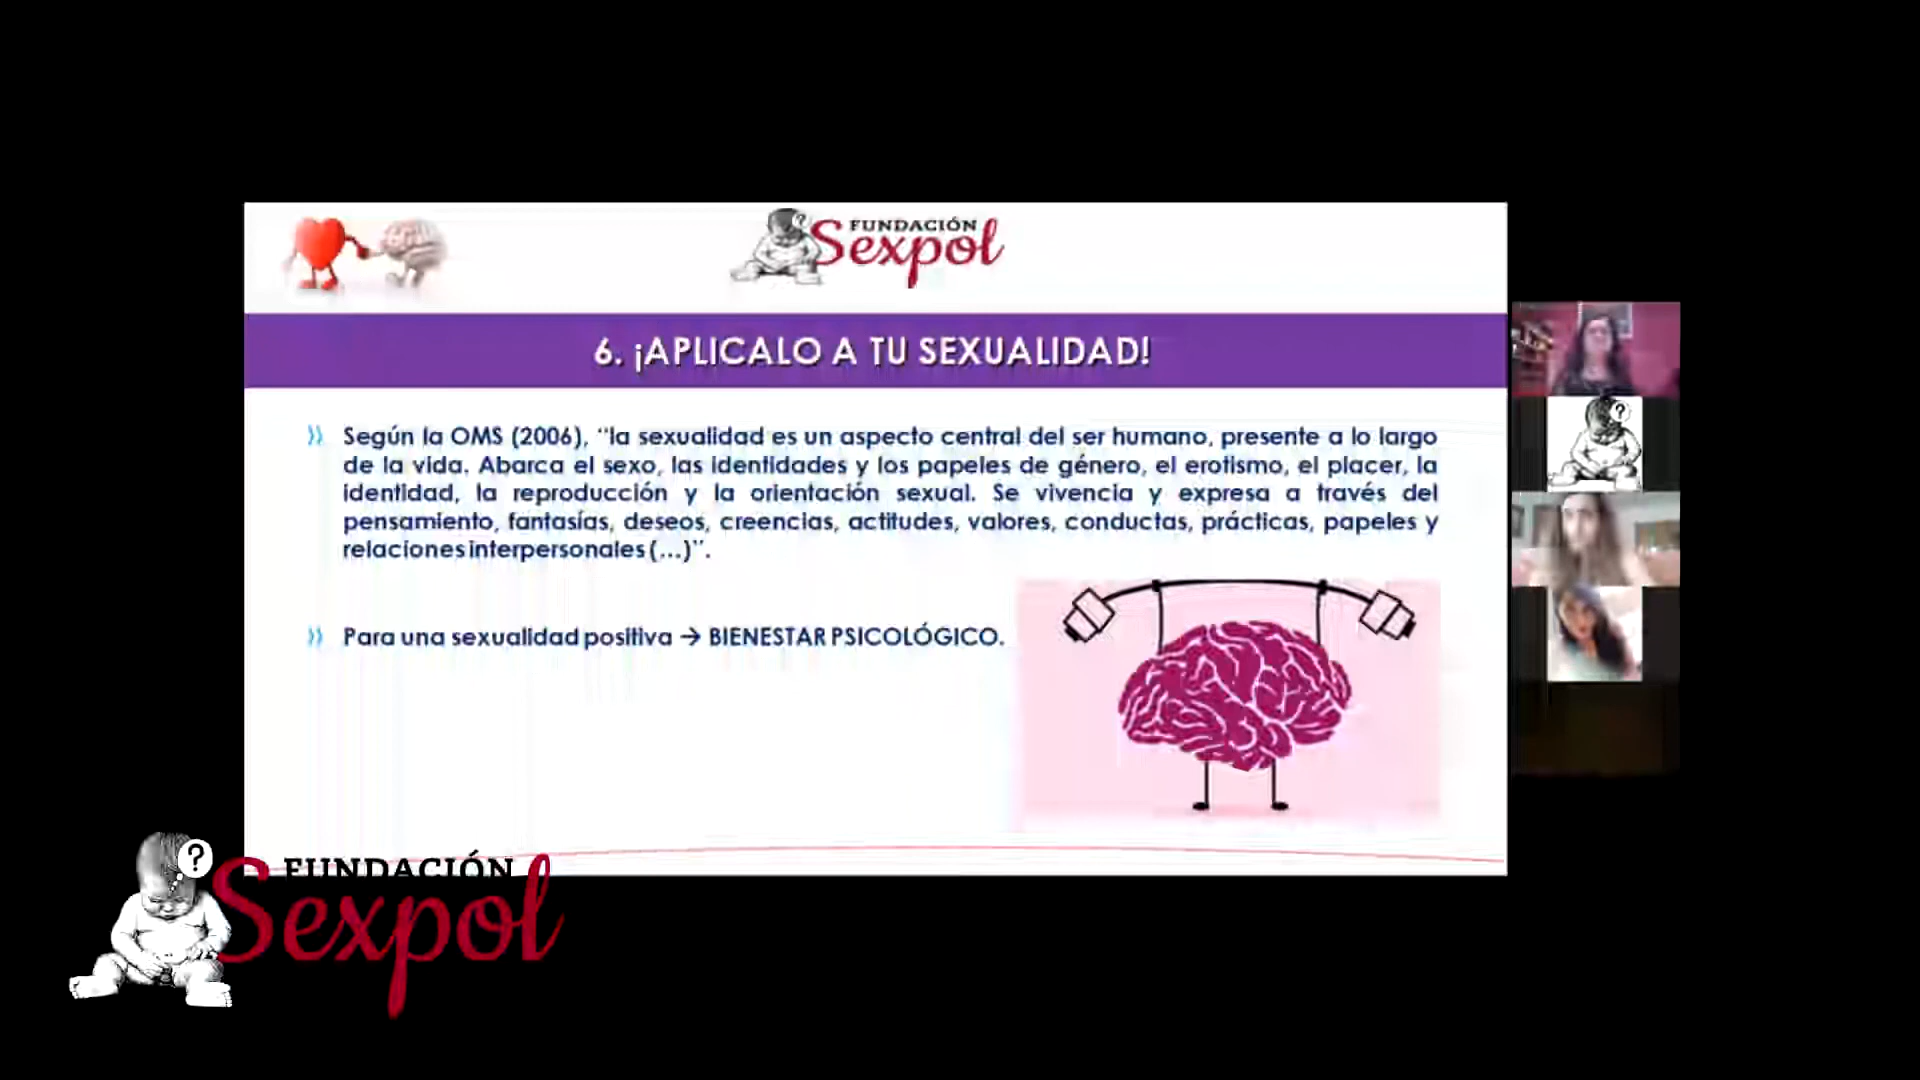 FUNDACIÓN
Sexpol
6. ¡APLICALO A TU SEXUALIDAD!
Según la OMS (2006), “la sexualidad es un aspecto central del ser humano, presente a lo largo
de la vida. Abarca el sexo, las identidades y los papeles de género, el erotismo, el placer, la
identidad, la reproducción y la orientación sexual. Se vivencia y expresa a través del
pensamiento, fantasías, deseos, creencias, actitudes, valores, conductas, prácticas, papeles y
relaciones interpersonales (...)”.
Para una sexualidad positiva → BIENESTAR PSICOLÓGICO.
?
FUNDACIÓN
Sexpol